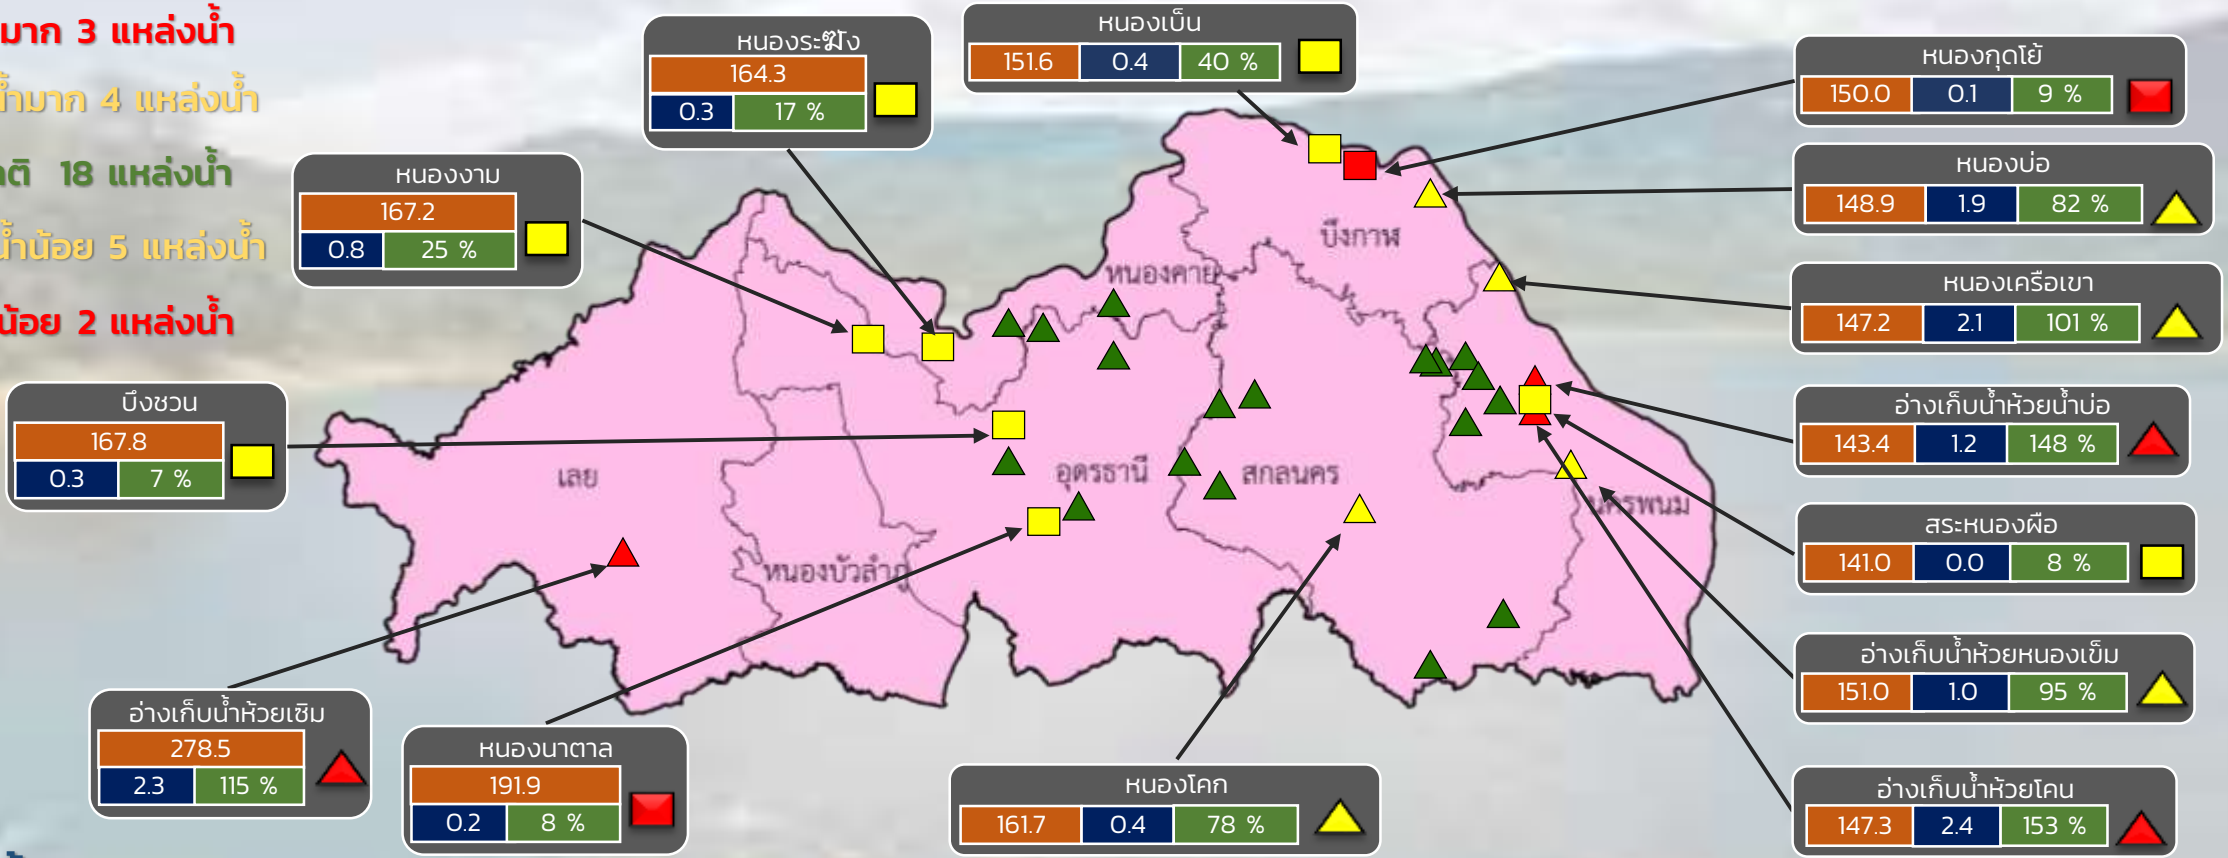 มาก 3 แหล่งน้ำ
น้ำมาก 4 แหล่งน้ำ
กติ 18 แหล่งน้ำ
น้ำน้อย 5 แหล่งน้ำ
น้อย 2 แหล่งน้ำ
หนองระฆัง
164.3
0.3 17 %
หนองเบ็น
151.6 0.4 40 %
หนองกุดโย้
150.0 0.1 9 %
หนองบ่อ
148.9 1.9 82 %
หนองงาม
167.2
0.8 25 %
หนองเครือเขา
147.2 2.1 101 %
บึงชวน
167.8
0.3 7 %
อ่างเก็บน้ำห้วยน้ำบ่อ
143.4 1.2 148 %
สระหนองผือ
141.0 0.0 8 %
อ่างเก็บน้ำห้วยหนองเข็ม
151.0 1.0 95 %
อ่างเก็บน้ำห้วยโคน
147.3 2.4 153 %
อ่างเก็บน้ำห้วยเซิม
278.5
2.3 115 %
หนองนาตาล
191.9
0.2 8 %
หนองโคก
161.7 0.4 78 %
บึงกาฬ
หนองคาย
เลย
อุดรธานี
สกลนคร
นครพนม
หนองบัวลำภู